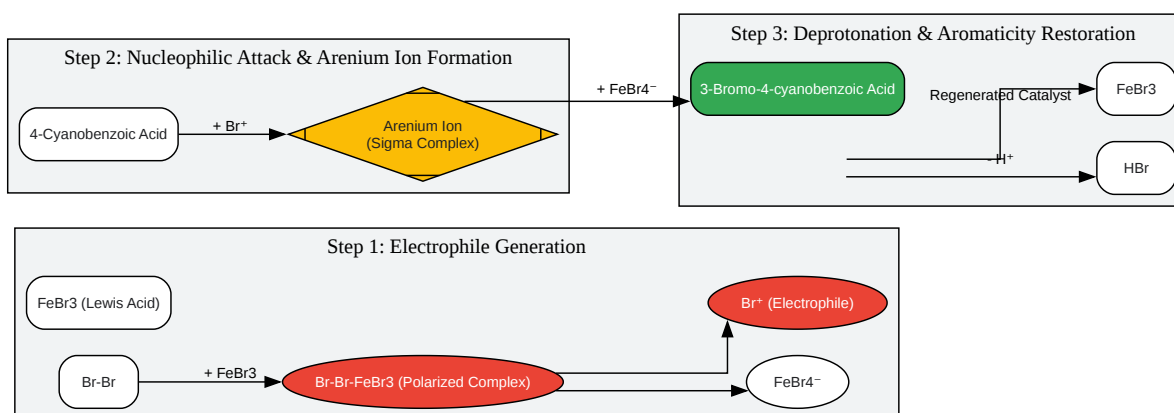 Step 2: Nucleophilic Attack & Arenium Ion Formation
4-Cyanobenzoic Acid
+ Br⁺
Arenium Ion
(Sigma Complex)
+ FeBr4⁻
Step 3: Deprotonation & Aromaticity Restoration
3-Bromo-4-cyanobenzoic Acid
Regenerated Catalyst
FeBr3
- H⁺
HBr
Step 1: Electrophile Generation
FeBr3 (Lewis Acid)
Br⁺ (Electrophile)
Br-Br
+ FeBr3
Br-Br-FeBr3 (Polarized Complex)
FeBr4⁻